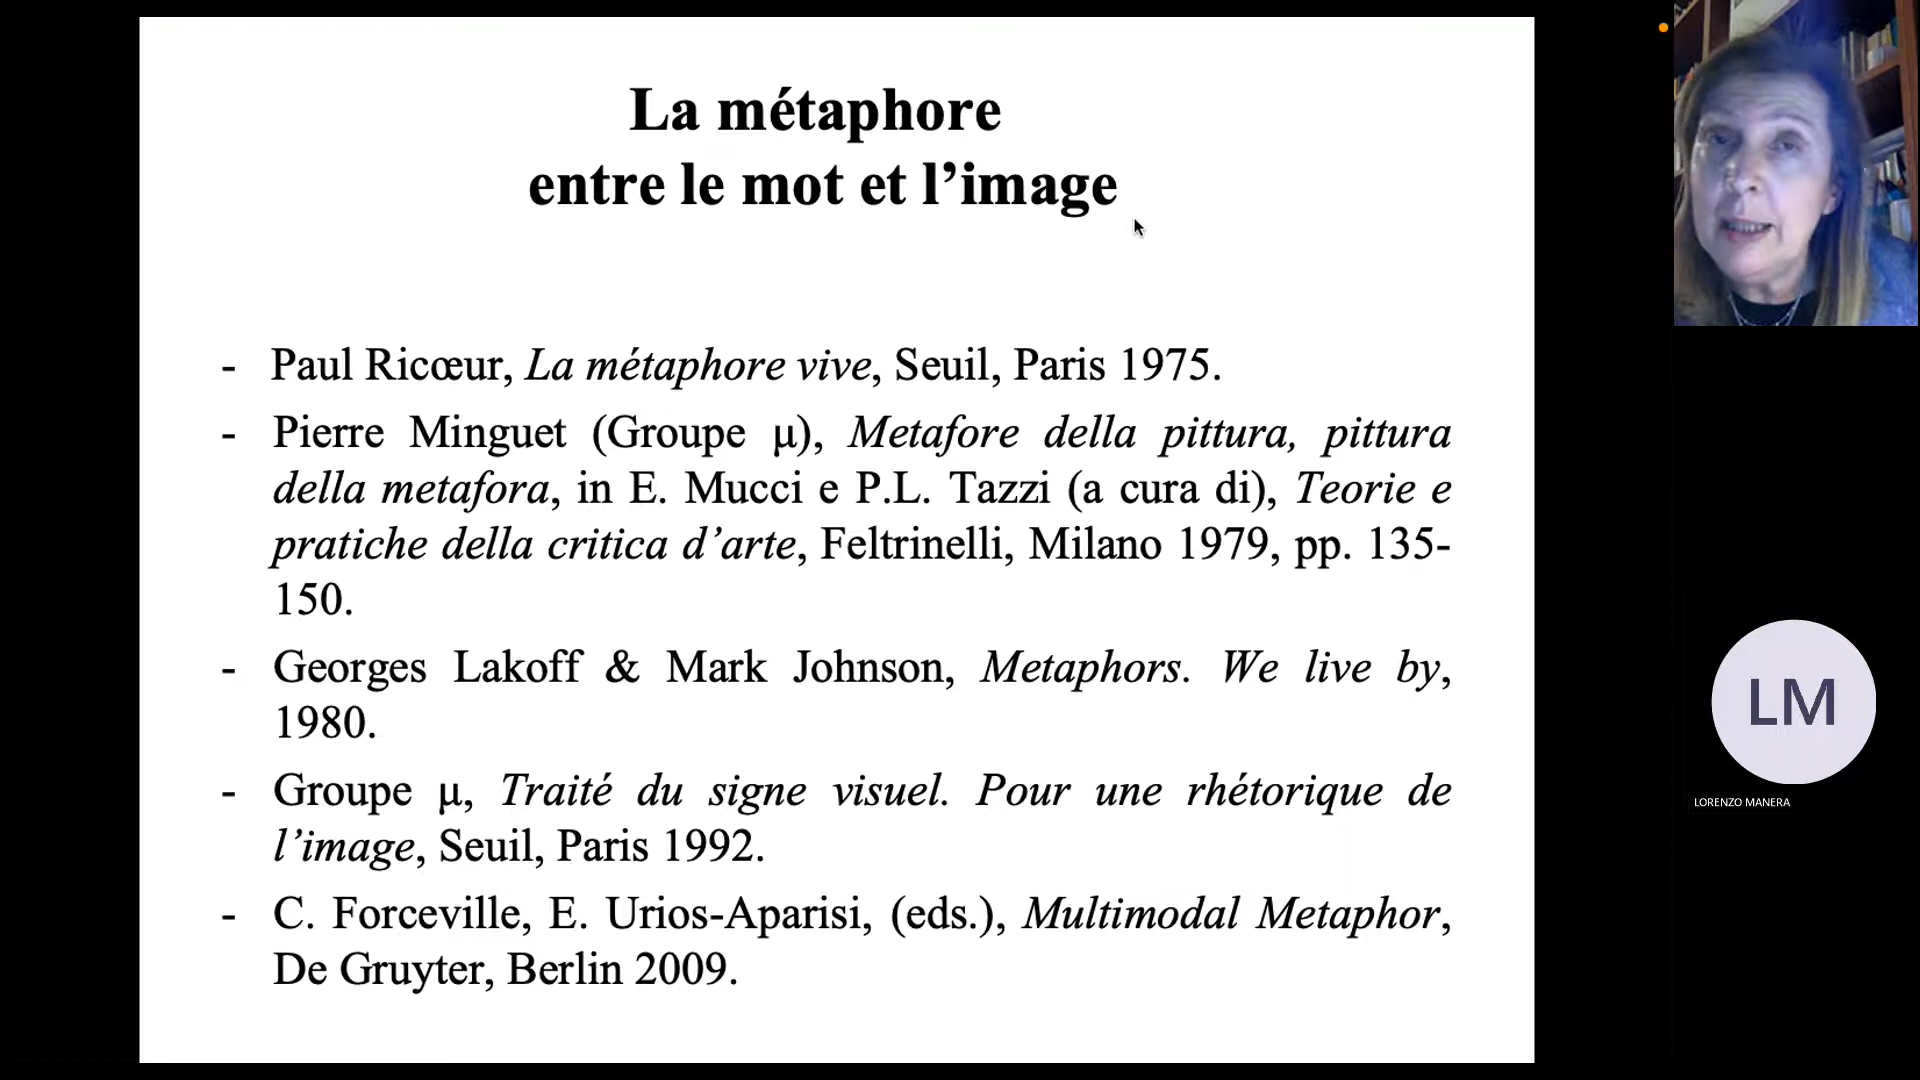 La métaphore
entre le mot et l’image
- Paul Ricœur, La métaphore vive, Seuil, Paris 1975.
- Pierre Minguet (Groupe μ), Metafore della pittura, pittura
della metafora, in E. Mucci e P.L. Tazzi (a cura di), Teorie e
pratiche della critica d’arte, Feltrinelli, Milano 1979, pp. 135-
150.
- Georges Lakoff & Mark Johnson, Metaphors. We live by,
1980.
- Groupe μ, Traité du signe visuel. Pour une rhétorique de
l’image, Seuil, Paris 1992.
- C. Forceville, E. Urios-Aparisi, (eds.), Multimodal Metaphor,
De Gruyter, Berlin 2009.
LM
LORENZO MANERA